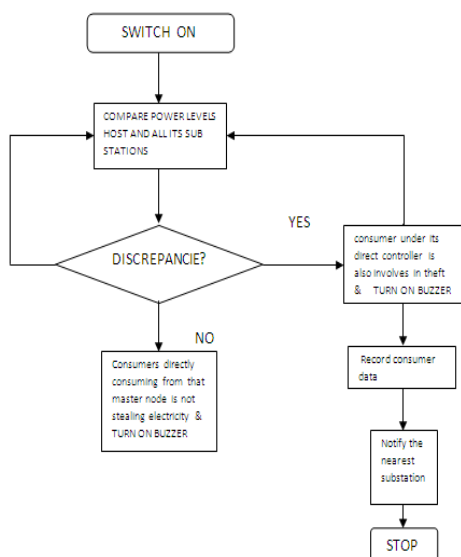 SWITCH ON
COMPARE POWER LEVELS
HOST AND ALL ITS SUB
STATIONS
DISCREPANCIE?
YES
consumer under its
direct controller is
also involves in theft
& TURN ON BUZZER
NO
Consumers directly
consuming from that
master node is not
stealing electricity &
TURN ON BUZZER
Record consumer
data
Notify the
nearest
substation
STOP